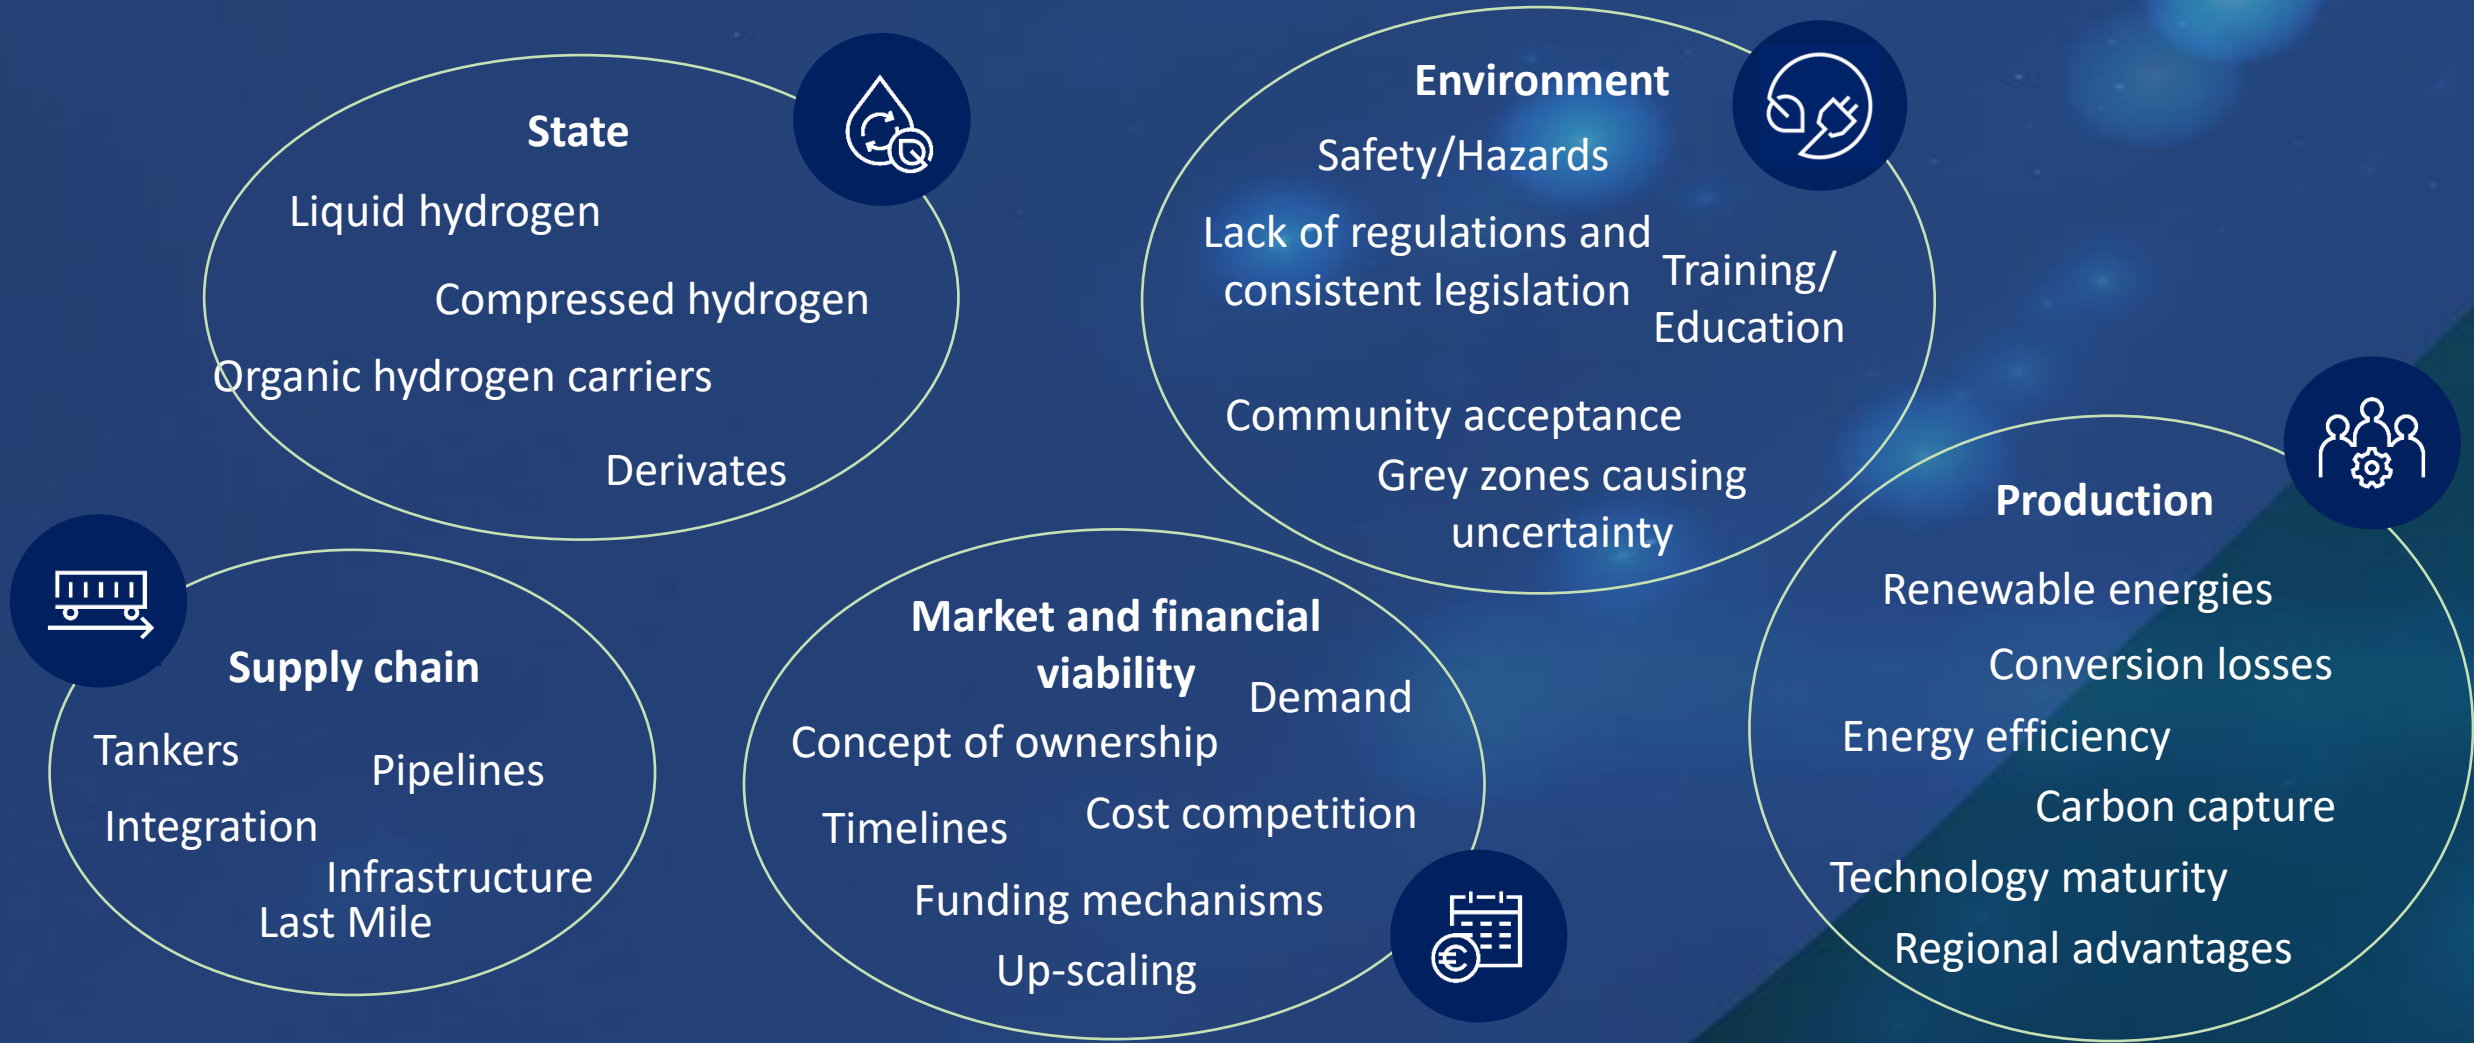 State
Liquid hydrogen
Compressed hydrogen
Organic hydrogen carriers
Derivates
Environment
Safety/Hazards
Lack of regulations and
consistent legislation
Training/
Education
Community acceptance
Grey zones causing
uncertainty
Supply chain
Tankers
Pipelines
Integration
Infrastructure
Last Mile
Market and financial
viability
Demand
Concept of ownership
Timelines
Cost competition
Funding mechanisms
Up-scaling
€
Production
Renewable energies
Conversion losses
Energy efficiency
Carbon capture
Technology maturity
Regional advantages